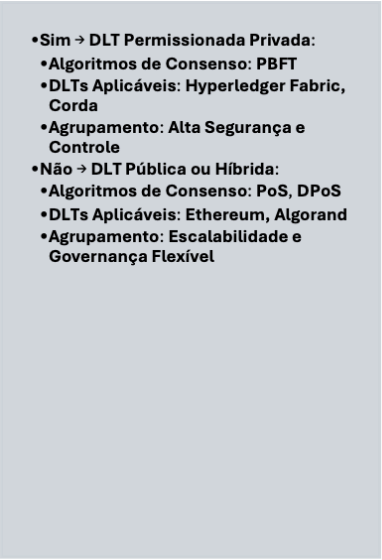 •Sim → DLT Permissionada Privada:
•Algoritmos de Consenso: PBFT
•DLTs Aplicáveis: Hyperledger Fabric,
Corda
•Agrupamento: Alta Segurança e
Controle
•Não → DLT Pública ou Híbrida:
•Algoritmos de Consenso: PoS, DPoS
•DLTs Aplicáveis: Ethereum, Algorand
•Agrupamento: Escalabilidade e
Governança Flexível